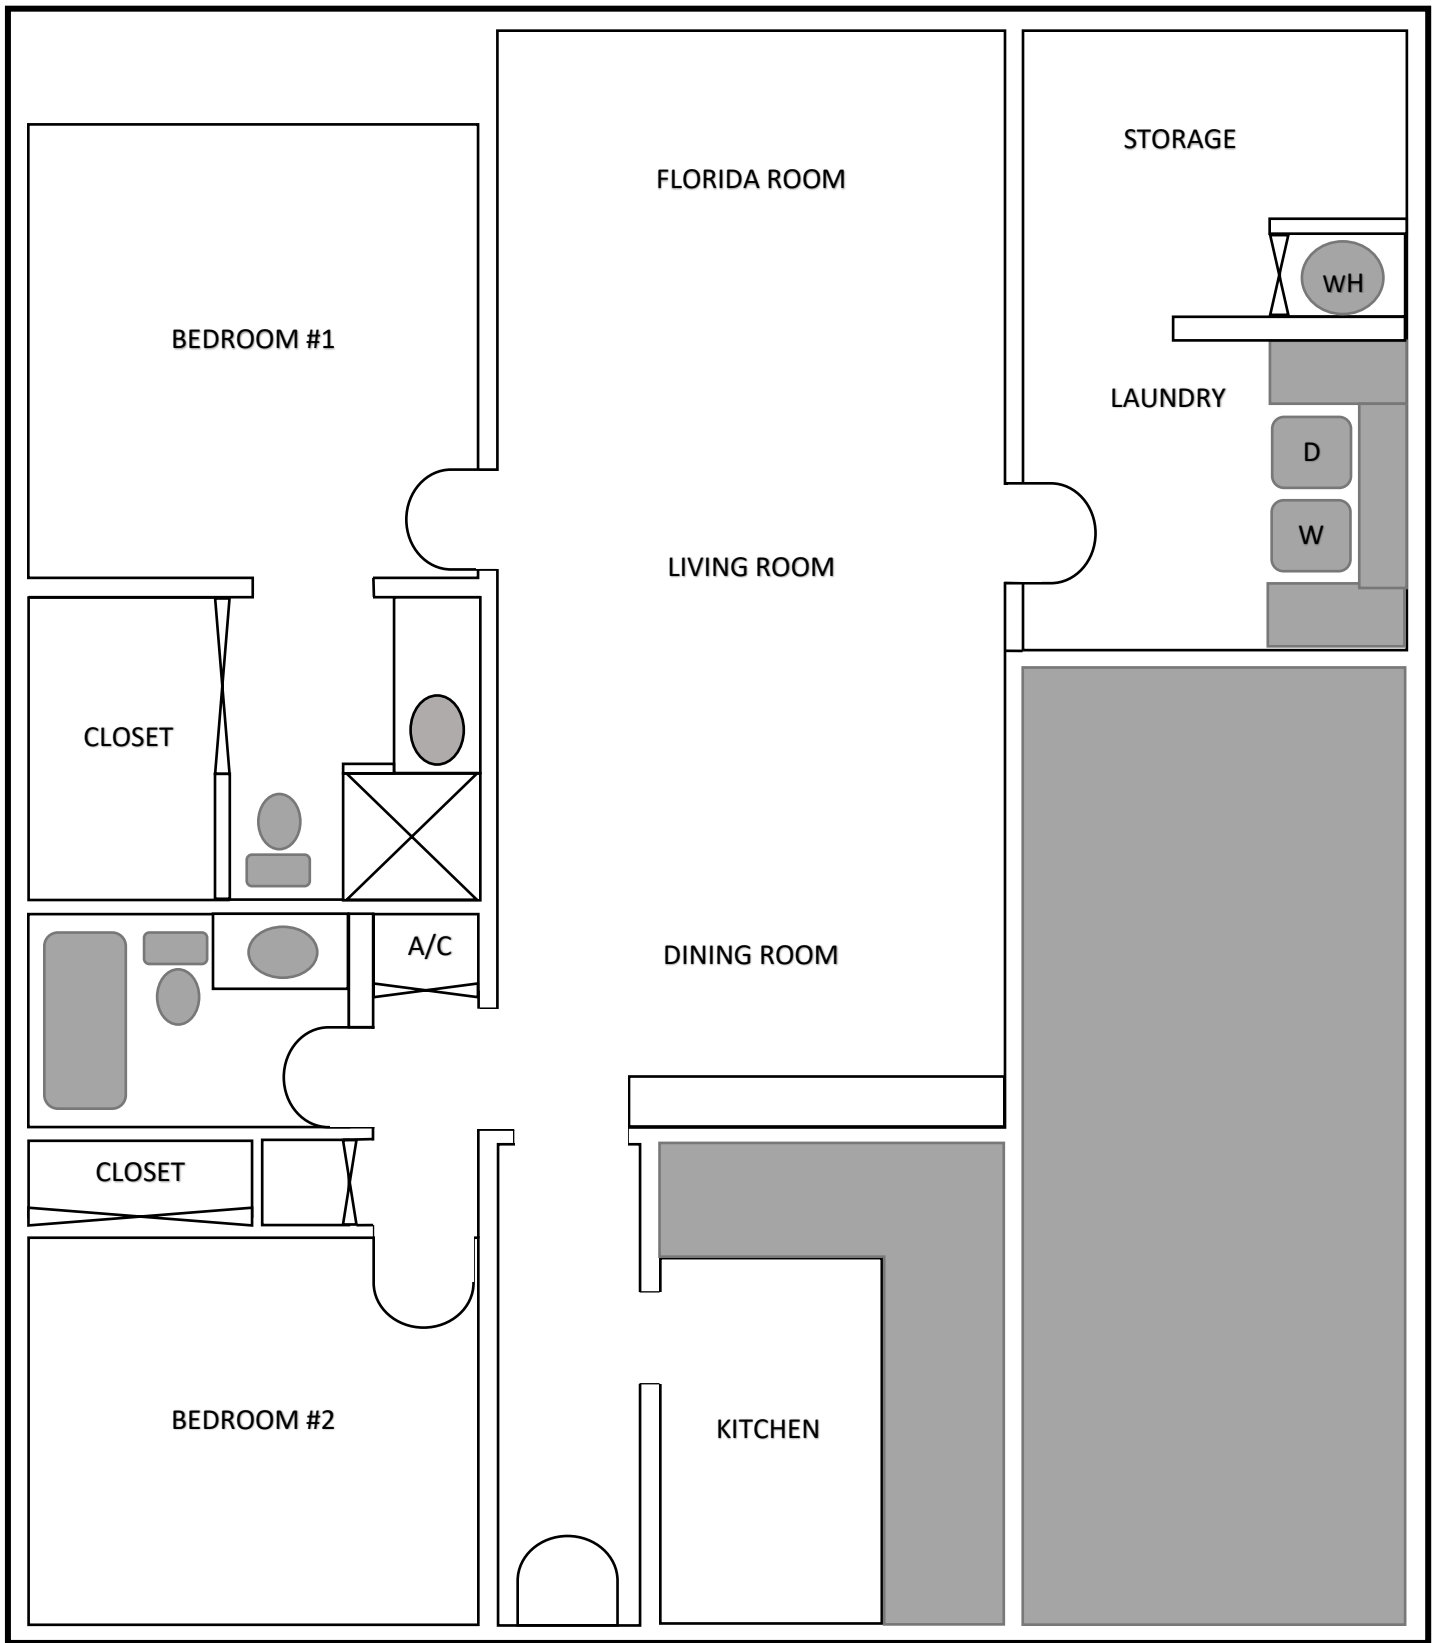 STORAGE
FLORIDA ROOM
WH
BEDROOM #1
LAUNDRY
D
W
LIVING ROOM
CLOSET
A/C
DINING ROOM
CLOSET
BEDROOM #2
KITCHEN